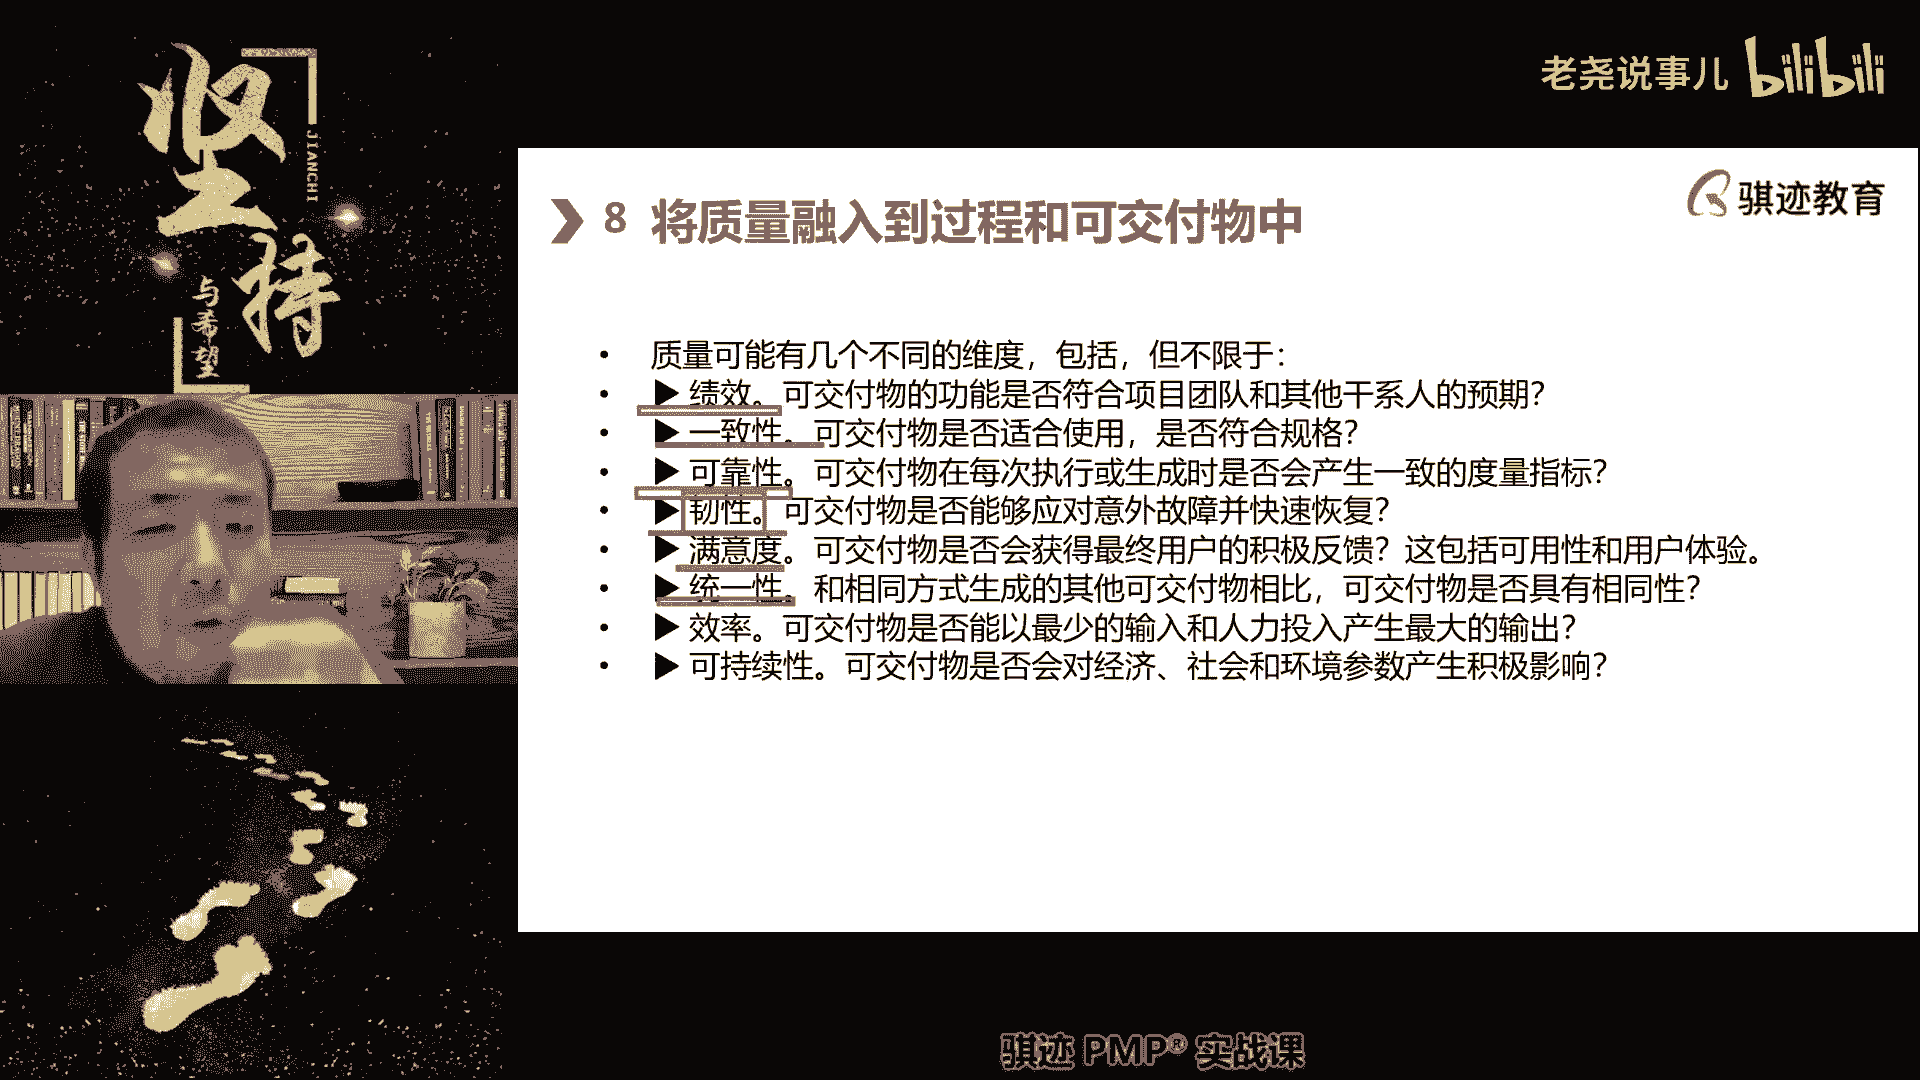 坚持
JIANCHI
与希望
老尧说事儿 bilibili
骐迹教育
8 将质量融入到过程和可交付物中
• 质量可能有几个不同的维度，包括，但不限于：
• ▶ 绩效。可交付物的功能是否符合项目团队和其他干系人的预期？
• ▶ 一致性。可交付物是否适合使用，是否符合规格？
• ▶ 可靠性。可交付物在每次执行或生成时是否会产生一致的度量指标？
• ▶ 韧性。可交付物是否能够应对意外故障并快速恢复？
• ▶ 满意度。可交付物是否会获得最终用户的积极反馈？这包括可用性和用户体验。
• ▶ 统一性。和相同方式生成的其他可交付物相比，可交付物是否具有相同性？
• ▶ 效率。可交付物是否能以最少的输入和人力投入产生最大的输出？
• ▶ 可持续性。可交付物是否会对经济、社会和环境参数产生积极影响？
骐迹 PMP® 实战课